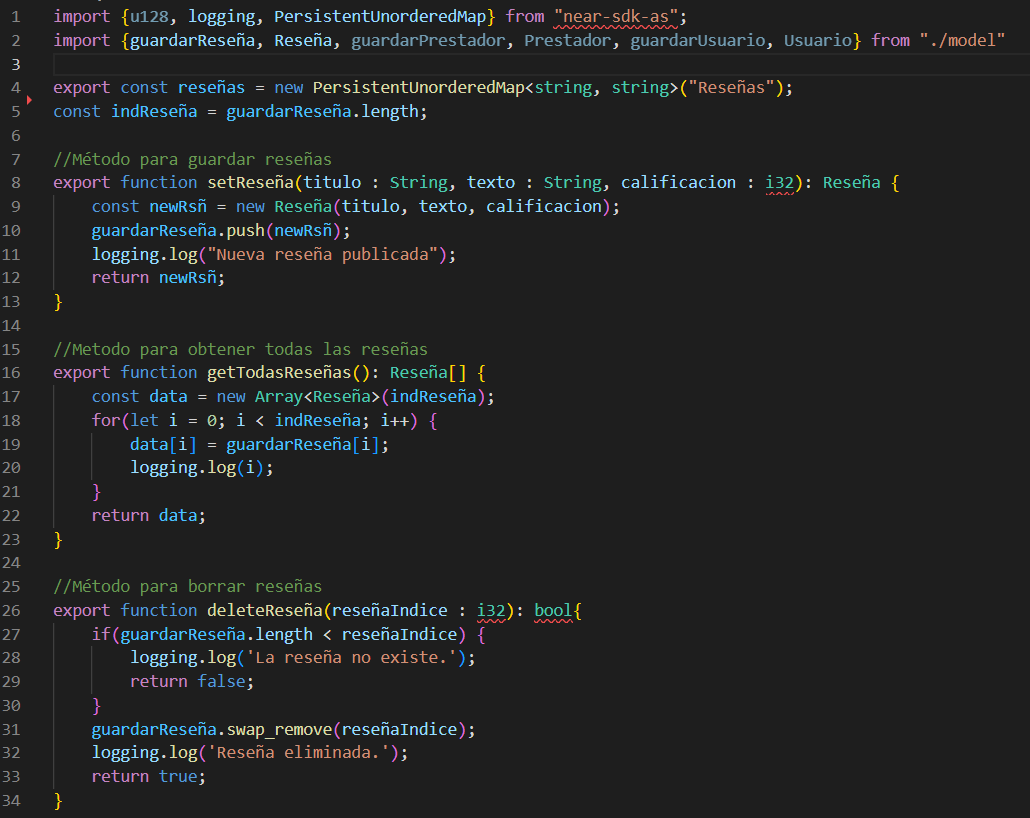 1 import {u128, logging, PersistentUnorderedMap} from "near-sdk-as";
2 import {guardarReseña, Reseña, guardarPrestador, Prestador, guardarUsuario, Usuario} from "./model"
3
4 export const reseñas = new PersistentUnorderedMap<string, string>("Reseñas");
5 const indReseña = guardarReseña.length;
6
7 //Método para guardar reseñas
8 export function setReseña(titulo : String, texto : String, calificacion : i32): Reseña {
9 const newRsñ = new Reseña(titulo, texto, calificacion);
10 guardarReseña.push(newRsñ);
11 logging.log("Nueva reseña publicada");
12 return newRsñ;
13 }
14
15 //Metodo para obtener todas las reseñas
16 export function getTodasReseñas(): Reseña[] {
17 const data = new Array<Reseña>(indReseña);
18 for(let i = 0; i < indReseña; i++) {
19 data[i] = guardarReseña[i];
20 logging.log(i);
21 }
22 return data;
23 }
24
25 //Método para borrar reseñas
26 export function deleteReseña(reseñaIndice : i32): bool{
27 if(guardarReseña.length < reseñaIndice) {
28 logging.log('La reseña no existe.');
29 return false;
30 }
31 guardarReseña.swap_remove(reseñaIndice);
32 logging.log('Reseña eliminada.');
33 return true;
34 }